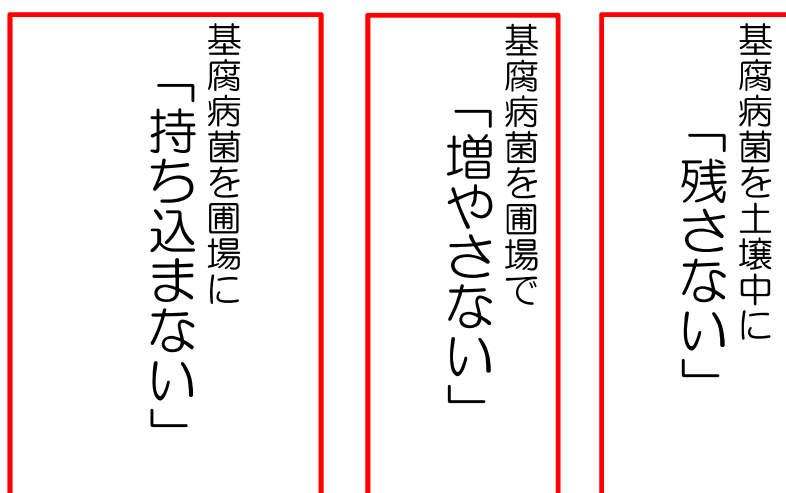 基腐病菌を土壌中に
「残さない」
基腐病菌を圃場で
「増やさない」
基腐病菌を圃場に
「持ち込まない」